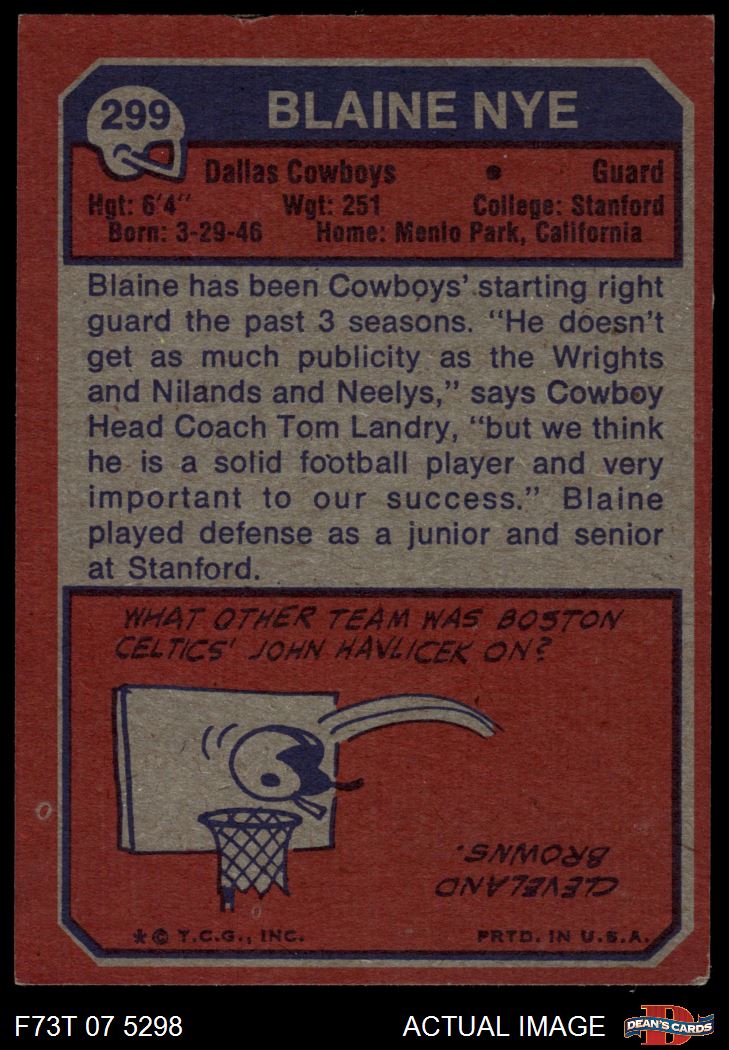 299
BLAINE NYE
Dallas Cowboys • Guard
Hgt: 6'4" Wgt: 251 College: Stanford
Born: 3-29-46 Home: Menlo Park, California
Blaine has been Cowboys' starting right
guard the past 3 seasons. "He doesn't
get as much publicity as the Wrights
and Nilands and Neelys," says Cowboy
Head Coach Tom Landry, "but we think
he is a solid football player and very
important to our success." Blaine
played defense as a junior and senior
at Stanford.
WHAT OTHER TEAM WAS BOSTON
CELTICS' JOHN HAVLICEK ON?
CLEVELAND
BROWNS.
* © T.C.G., INC. PRTD. IN U.S.A.
F73T 07 5298 ACTUAL IMAGE DEAN'S CARDS